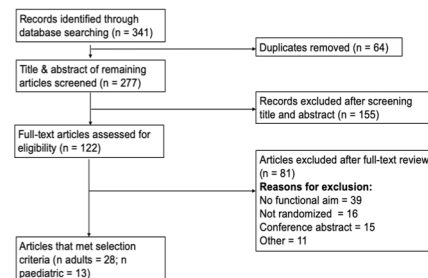 Records identified through
database searching (n = 341)
Duplicates removed (n = 64)
Title & abstract of remaining
articles screened (n = 277)
Records excluded after screening
title and abstract (n = 155)
Full-text articles assessed for
eligibility (n = 122)
Articles excluded after full-text review
(n = 81)
Reasons for exclusion:
No functional aim = 39
Not randomized = 16
Conference abstract = 15
Other = 11
Articles that met selection
criteria (n adults = 28; n
paediatric = 13)